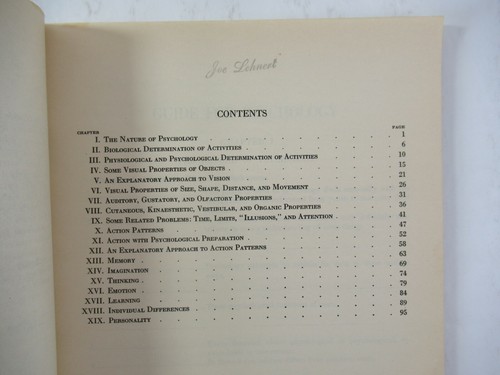 Joe Lehnert
CONTENTS
CHAPTER PAGE
I. The Nature of Psychology 1
II. Biological Determination of Activities 6
III. Physiological and Psychological Determination of Activities 10
IV. Some Visual Properties of Objects 15
V. An Explanatory Approach to Vision 21
VI. Visual Properties of Size, Shape, Distance, and Movement 26
VII. Auditory, Gustatory, and Olfactory Properties 31
VIII. Cutaneous, Kinaesthetic, Vestibular, and Organic Properties 36
IX. Some Related Problems: Time, Limits, "Illusions," and Attention 41
X. Action Patterns 47
XI. Action with Psychological Preparation 52
XII. An Explanatory Approach to Action Patterns 58
XIII. Memory 63
XIV. Imagination 69
XV. Thinking 74
XVI. Emotion 79
XVII. Learning 84
XVIII. Individual Differences 89
XIX. Personality 95